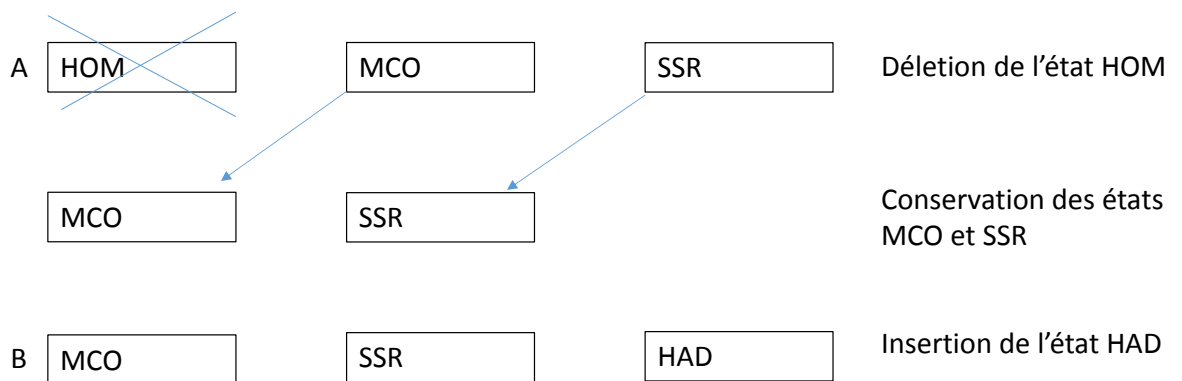 A HOM MCO SSR Déletion de l'état HOM
MCO SSR Conservation des états
MCO et SSR
B MCO SSR HAD Insertion de l'état HAD